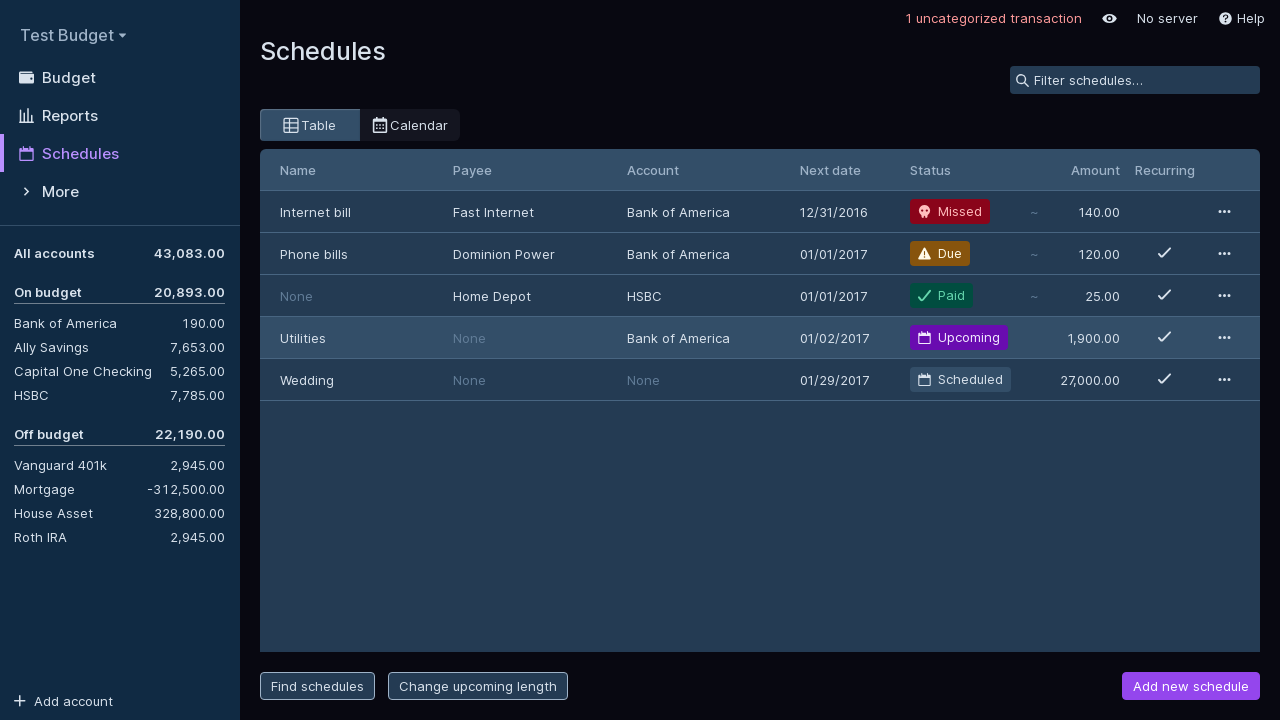 Test Budget
Budget
Reports
Schedules
More
All accounts 43,083.00
On budget 20,893.00
Bank of America 190.00
Ally Savings 7,653.00
Capital One Checking 5,265.00
HSBC 7,785.00
Off budget 22,190.00
Vanguard 401k 2,945.00
Mortgage -312,500.00
House Asset 328,800.00
Roth IRA 2,945.00
Add account
1 uncategorized transaction No server Help
Schedules
Filter schedules...
Table Calendar
Name Payee Account Next date Status Amount Recurring
Internet bill Fast Internet Bank of America 12/31/2016 Missed ~ 140.00
Phone bills Dominion Power Bank of America 01/01/2017 Due ~ 120.00
None Home Depot HSBC 01/01/2017 Paid ~ 25.00
Utilities None Bank of America 01/02/2017 Upcoming 1,900.00
Wedding None None 01/29/2017 Scheduled 27,000.00
Find schedules Change upcoming length Add new schedule